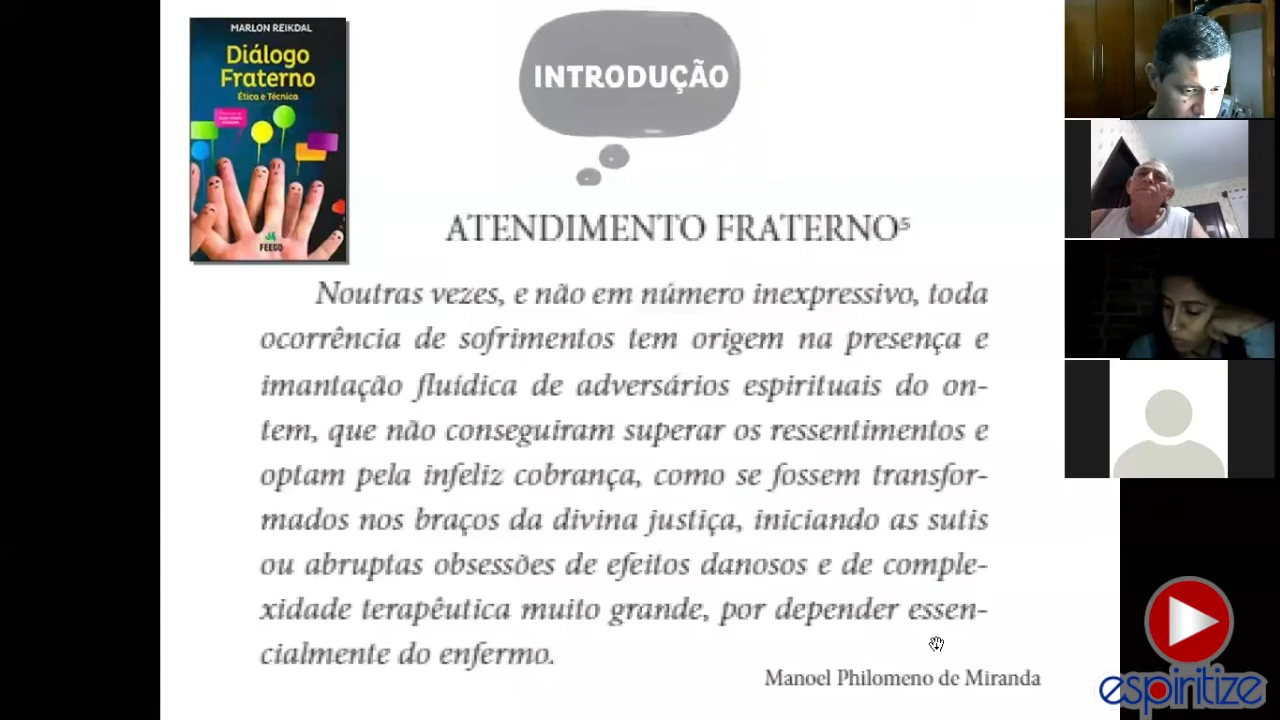 MARLON REIKDAL
Diálogo
Fraterno
Ética e Técnica
FEEGO
INTRODUÇÃO
ATENDIMENTO FRATERNO⁵
Noutras vezes, e não em número inexpressivo, toda
ocorrência de sofrimentos tem origem na presença e
imantação fluídica de adversários espirituais do on-
tem, que não conseguiram superar os ressentimentos e
optam pela infeliz cobrança, como se fossem transfor-
mados nos braços da divina justiça, iniciando as sutis
ou abruptas obsessões de efeitos danosos e de comple-
xidade terapêutica muito grande, por depender essen-
cialmente do enfermo.
Manoel Philomeno de Miranda
espiritize